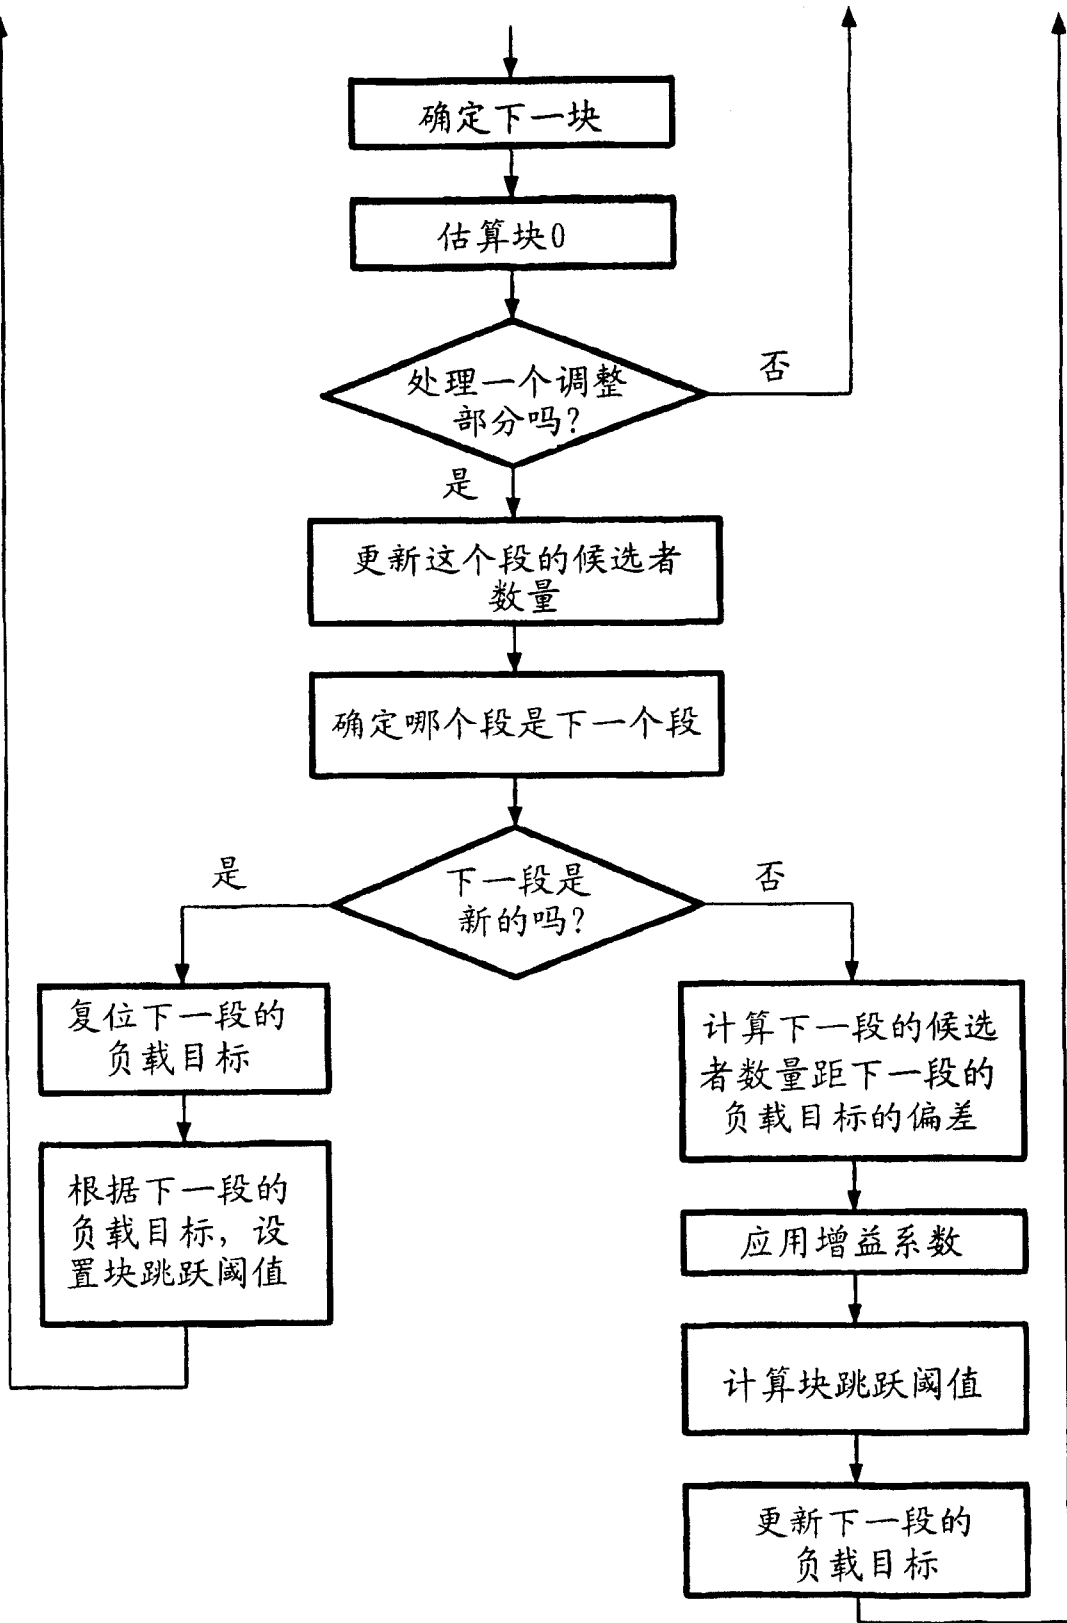 确定下一块
估算块0
处理一个调整
部分吗?
否
是
更新这个段的候选者
数量
确定哪个段是下一个段
下一段是
新的吗?
是
否
复位下一段的
负载目标
根据下一段的
负载目标，设
置块跳跃阈值
计算下一段的候选
者数量距下一段的
负载目标的偏差
应用增益系数
计算块跳跃阈值
更新下一段的
负载目标